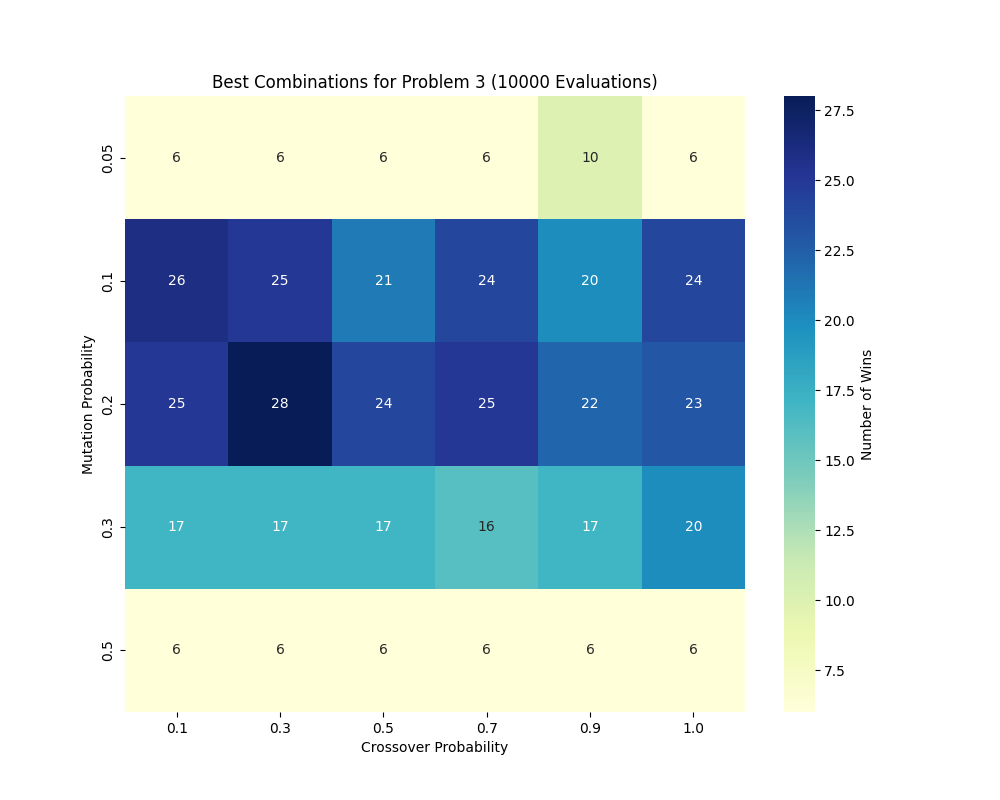 Best Combinations for Problem 3 (10000 Evaluations)
Mutation Probability
0.05 6 6 6 6 10 6
0.1 26 25 21 24 20 24
0.2 25 28 24 25 22 23
0.3 17 17 17 16 17 20
0.5 6 6 6 6 6 6
0.1 0.3 0.5 0.7 0.9 1.0
Crossover Probability
27.5
25.0
22.5
20.0
17.5
15.0
12.5
10.0
7.5
Number of Wins